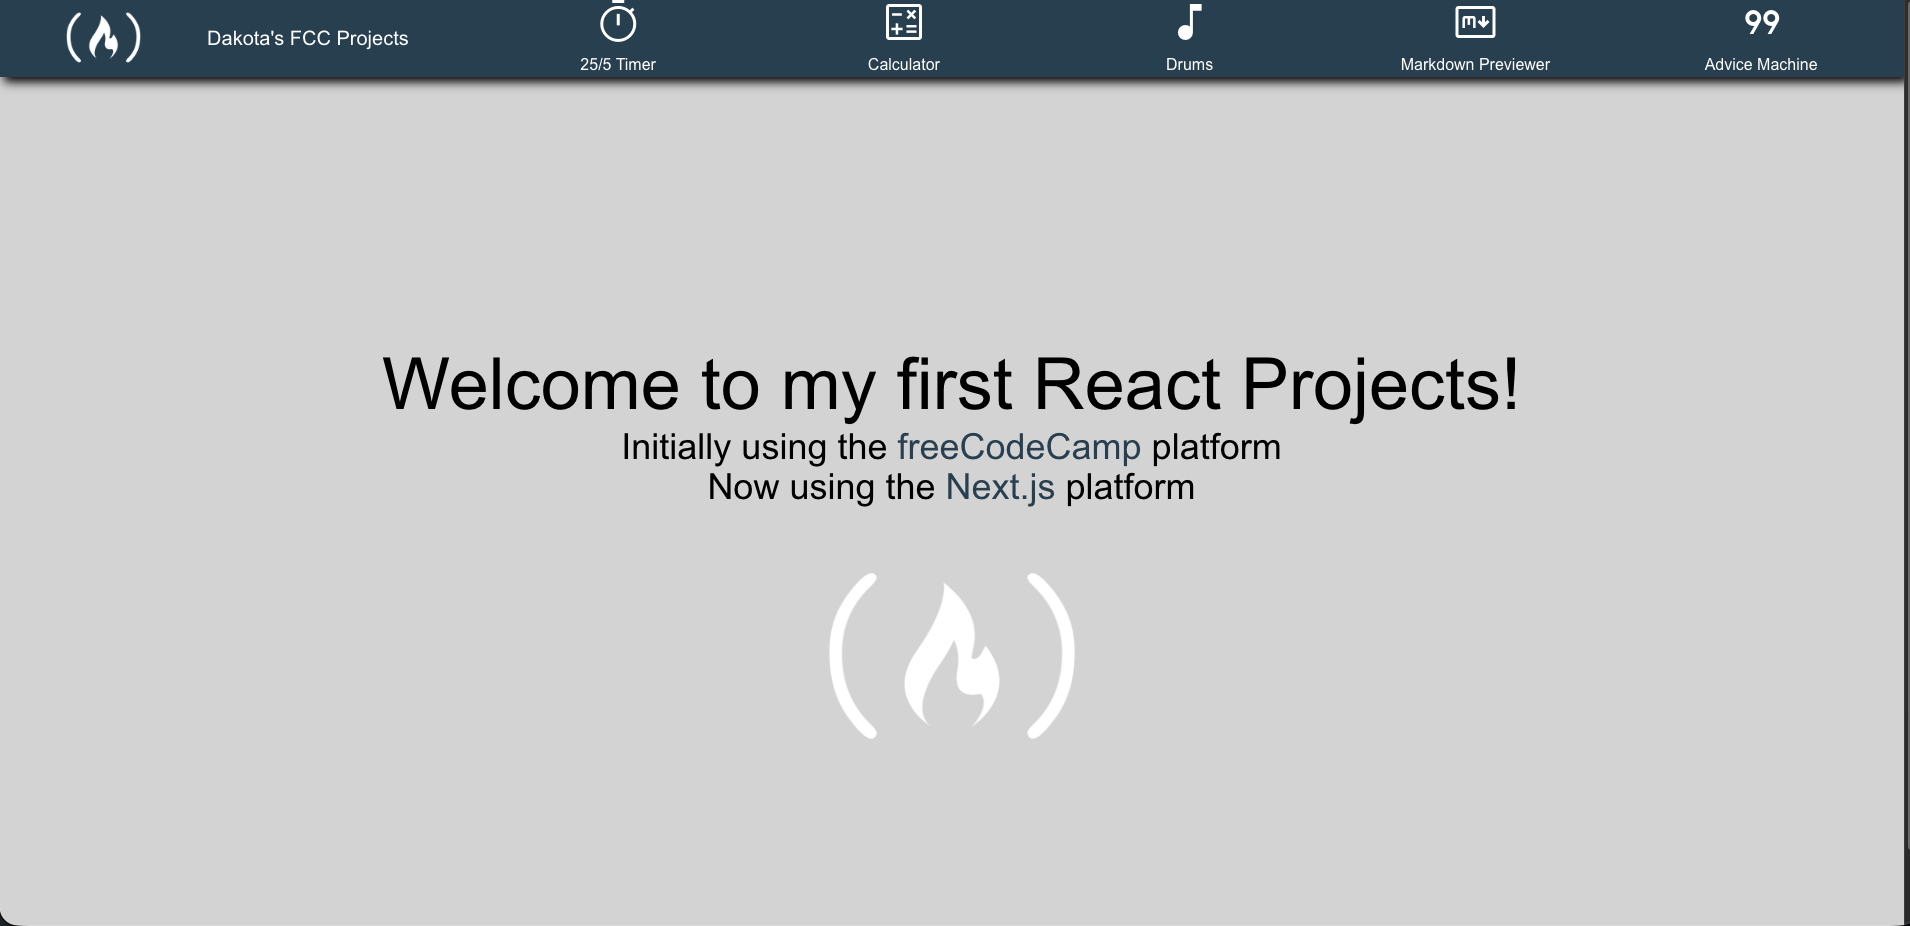 Dakota's FCC Projects
25/5 Timer
Calculator
Drums
Markdown Previewer
99
Advice Machine
Welcome to my first React Projects!
Initially using the freeCodeCamp platform
Now using the Next.js platform